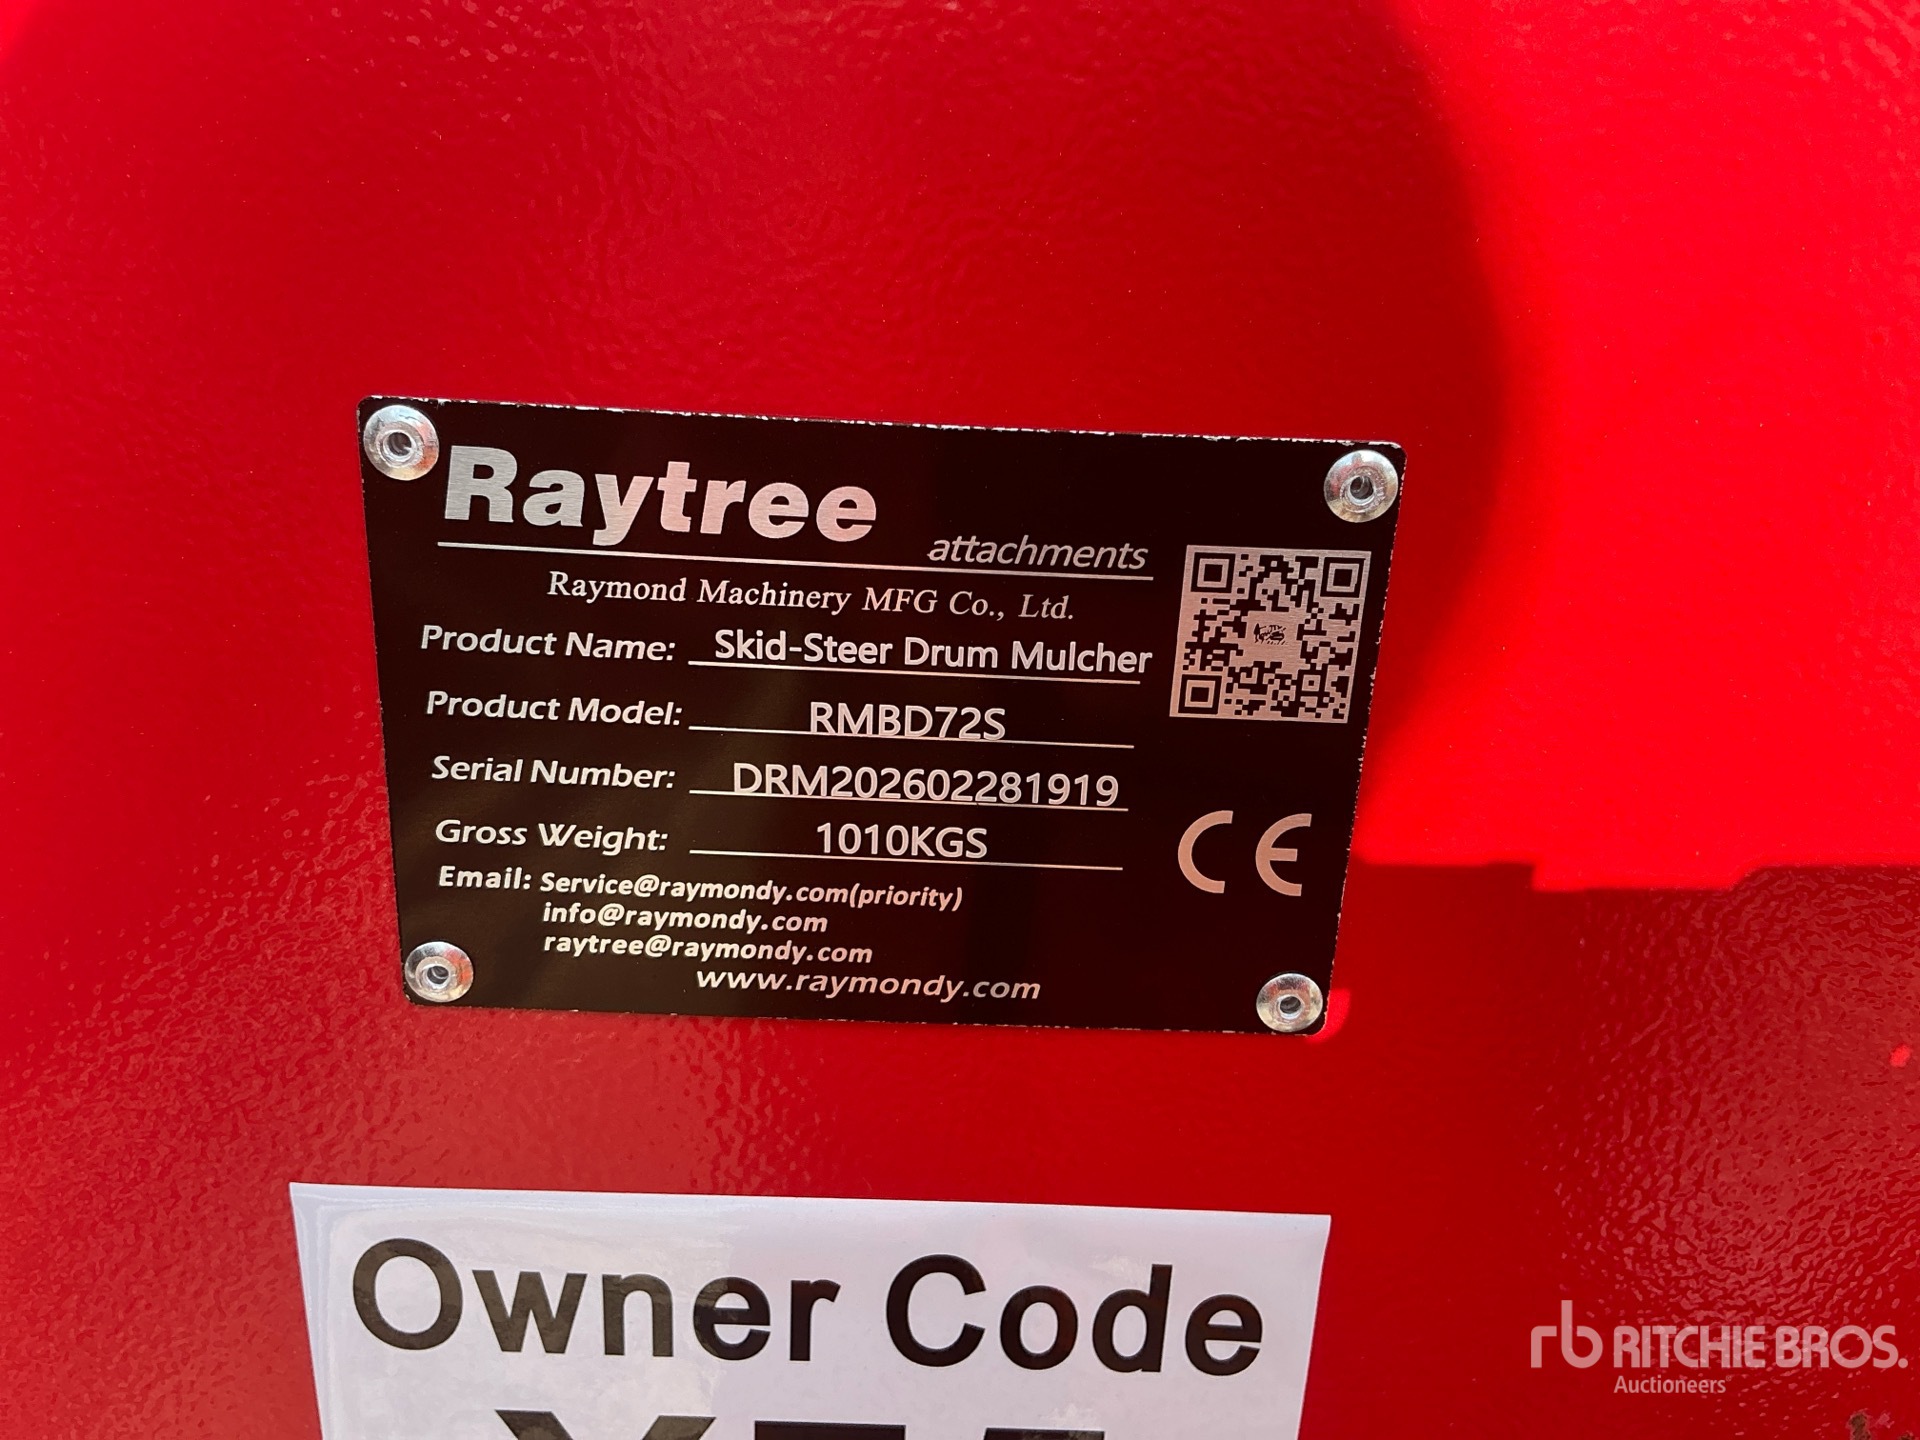 Raytree
attachments
Raymond Machinery MFG Co., Ltd.
Product Name: Skid-Steer Drum Mulcher
Product Model: RMBD72S
Serial Number: DRM202602281919
Gross Weight: 1010KGS
CE
Email: Service@raymondy.com(priority)
info@raymondy.com
raytree@raymondy.com
www.raymondy.com
Owner Code
rb RITCHIE BROS.
Auctioneers